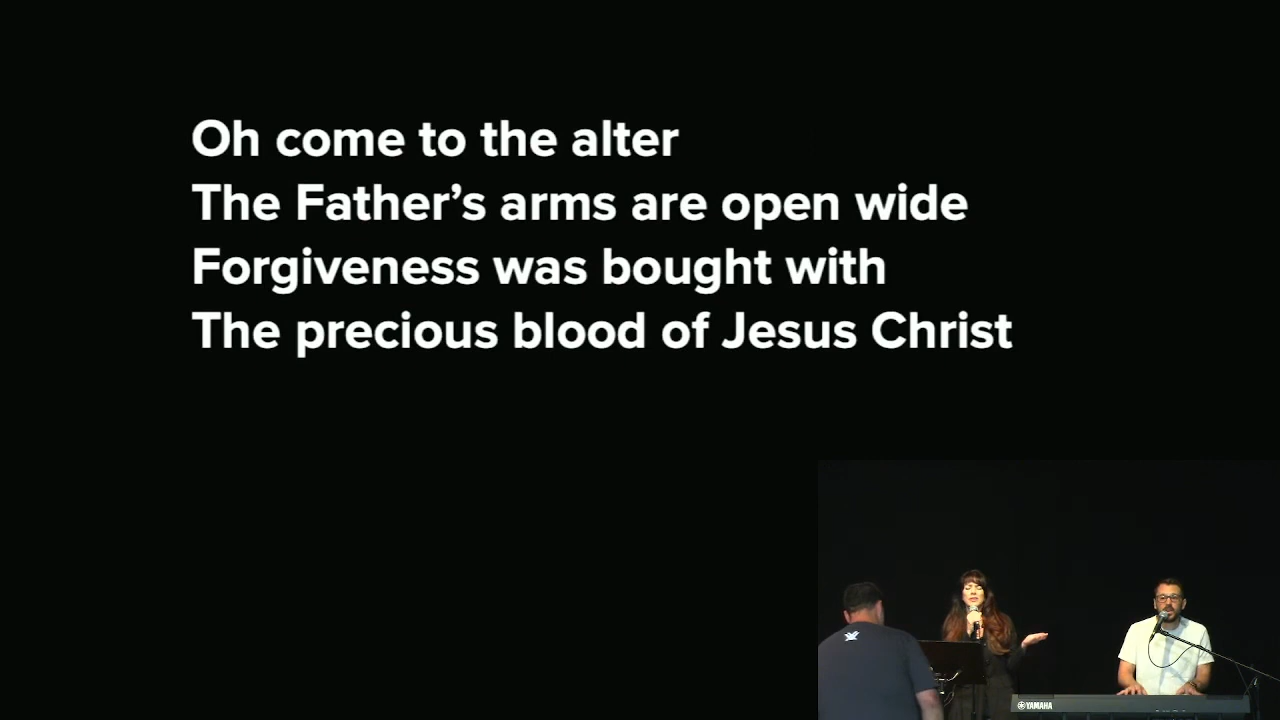 Oh come to the alter
The Father’s arms are open wide
Forgiveness was bought with
The precious blood of Jesus Christ
YAMAHA